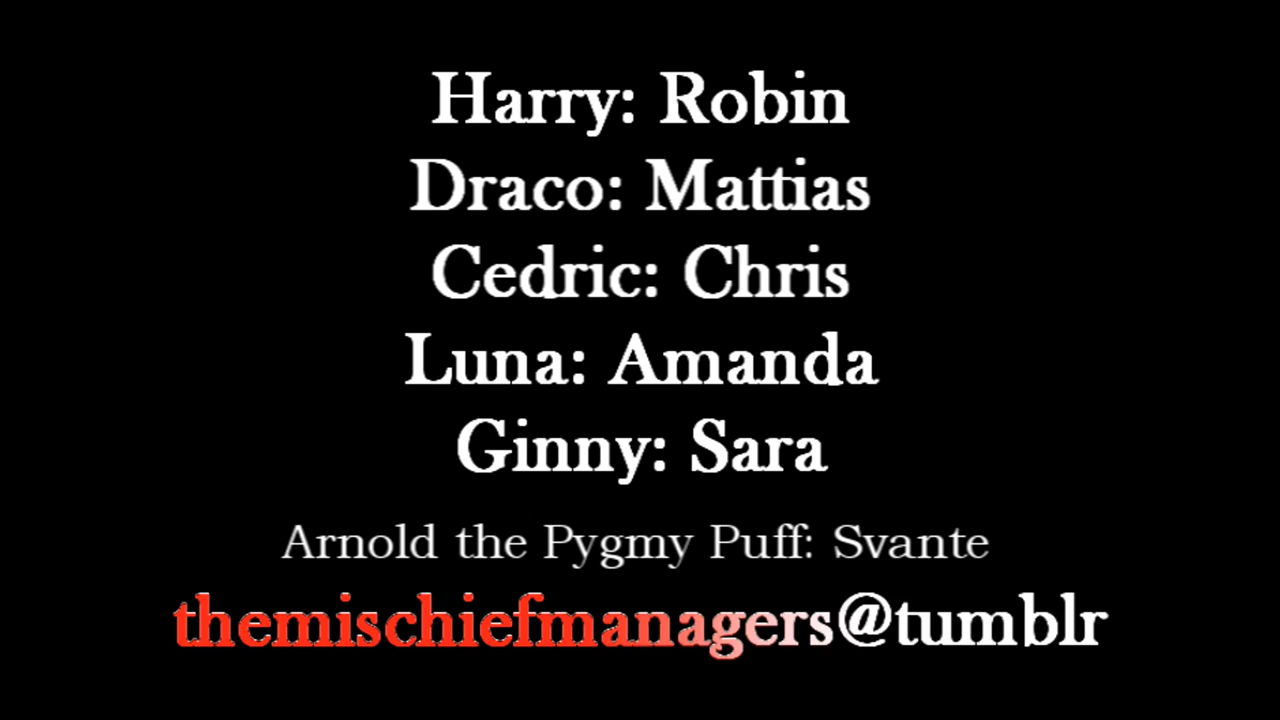 Harry: Robin
Draco: Mattias
Cedric: Chris
Luna: Amanda
Ginny: Sara
Arnold the Pygmy Puff: Svante
themischiefmanagers@tumblr